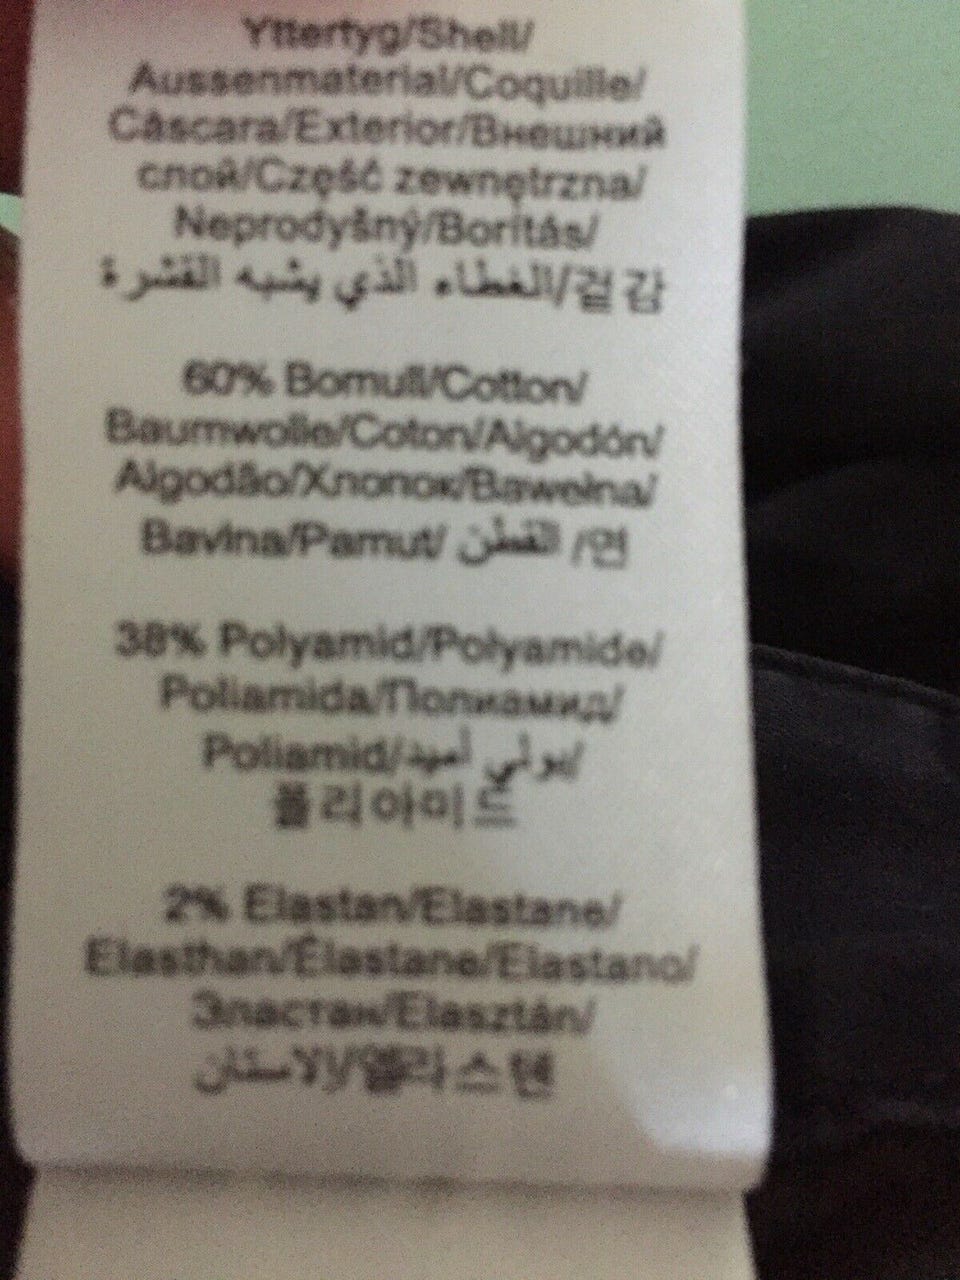 Yttertyg/Shell/
Aussenmaterial/Coquille/
Cáscara/Exterior/Внешний
слой/Część zewnętrzna/
Neprodyšný/Borítás/
الغطاء الذي يشبه القشرة/겉 감
60% Bomull/Cotton/
Baumwolle/Coton/Algodón/
Algodão/Хлопок/Bawełna/
Bavlna/Pamut/ القطن /면
38% Polyamid/Polyamide/
Poliamida/Полиамид/
Poliamid/بولي أميد/
폴리아미드
2% Elastan/Elastane/
Elasthan/Élastane/Elastano/
Эластан/Elasztán/
الاستان/엘라스텐